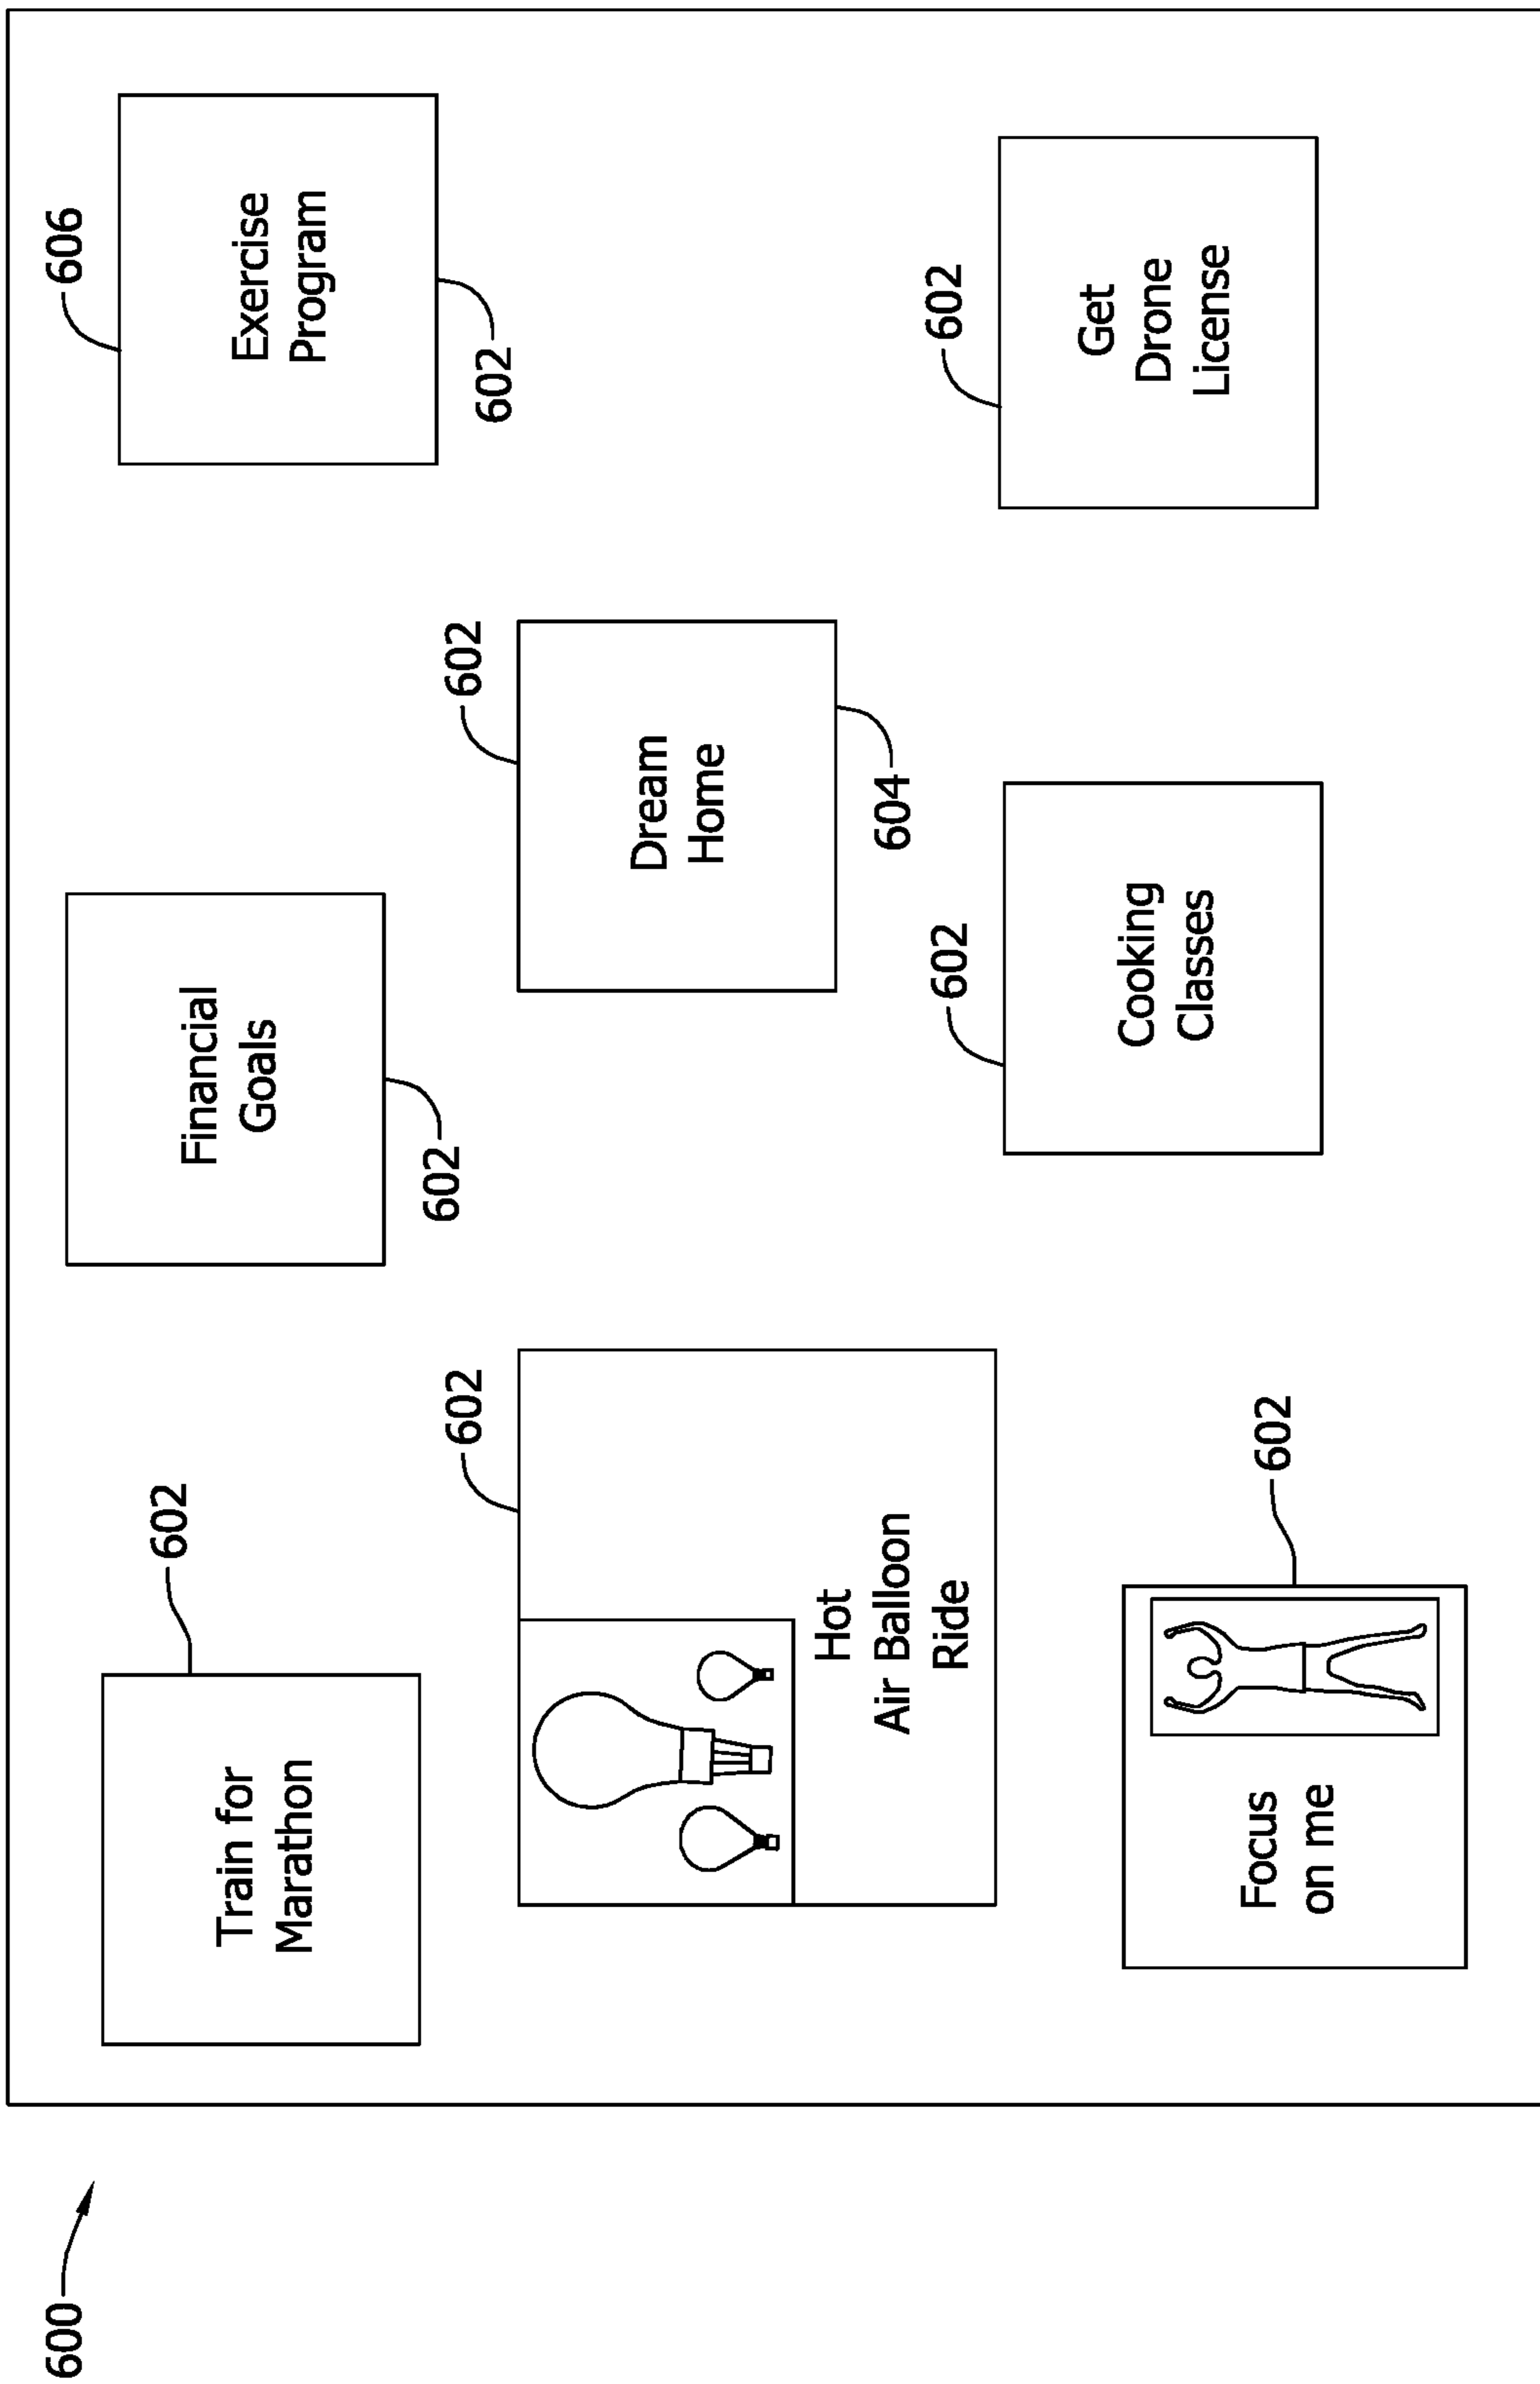 600
602
Train for
Marathon
602
Financial
Goals
606
Exercise
Program
602
602
Hot
Air Balloon
Ride
602
Dream
Home
604
602
Focus
on me
602
Cooking
Classes
602
Get
Drone
License